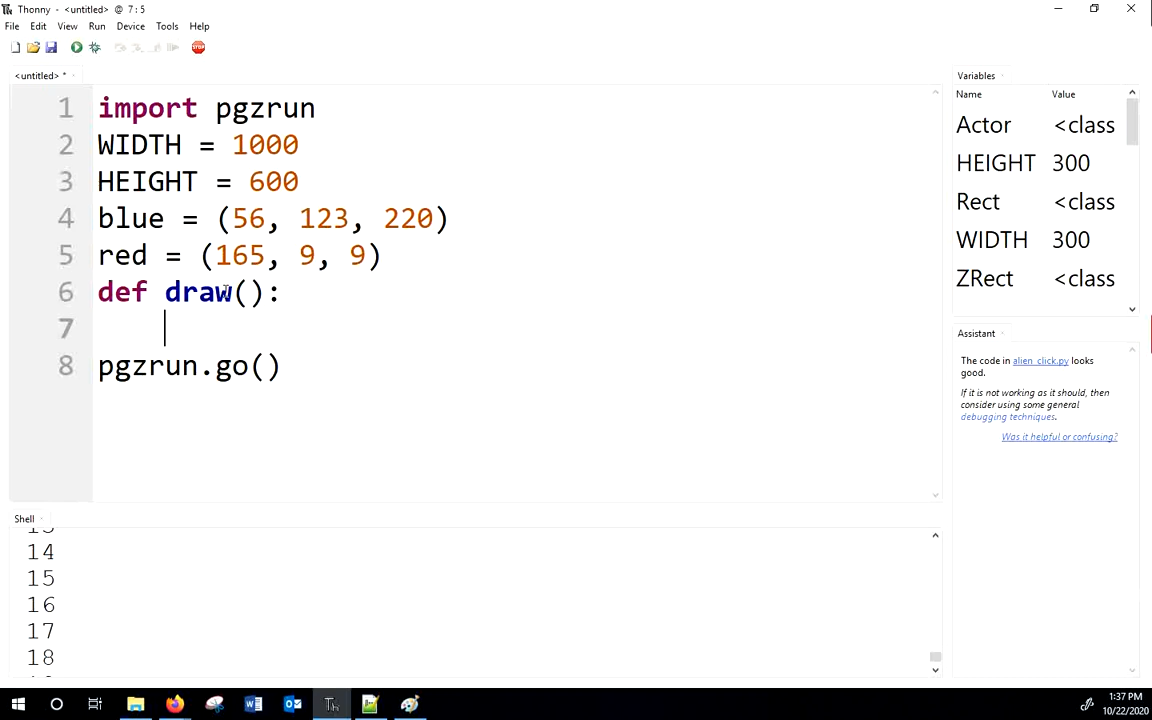 Thonny - <untitled> @ 7 : 5
File Edit View Run Device Tools Help
STOP
<untitled> *
1 import pgzrun
2 WIDTH = 1000
3 HEIGHT = 600
4 blue = (56, 123, 220)
5 red = (165, 9, 9)
6 def draw():
7
8 pgzrun.go()
Variables
Name Value
Actor <class
HEIGHT 300
Rect <class
WIDTH 300
ZRect <class
Assistant
The code in alien_click.py looks
good.
If it is not working as it should, then
consider using some general
debugging techniques.
Was it helpful or confusing?
Shell
14
15
16
17
18
1:37 PM
10/22/2020